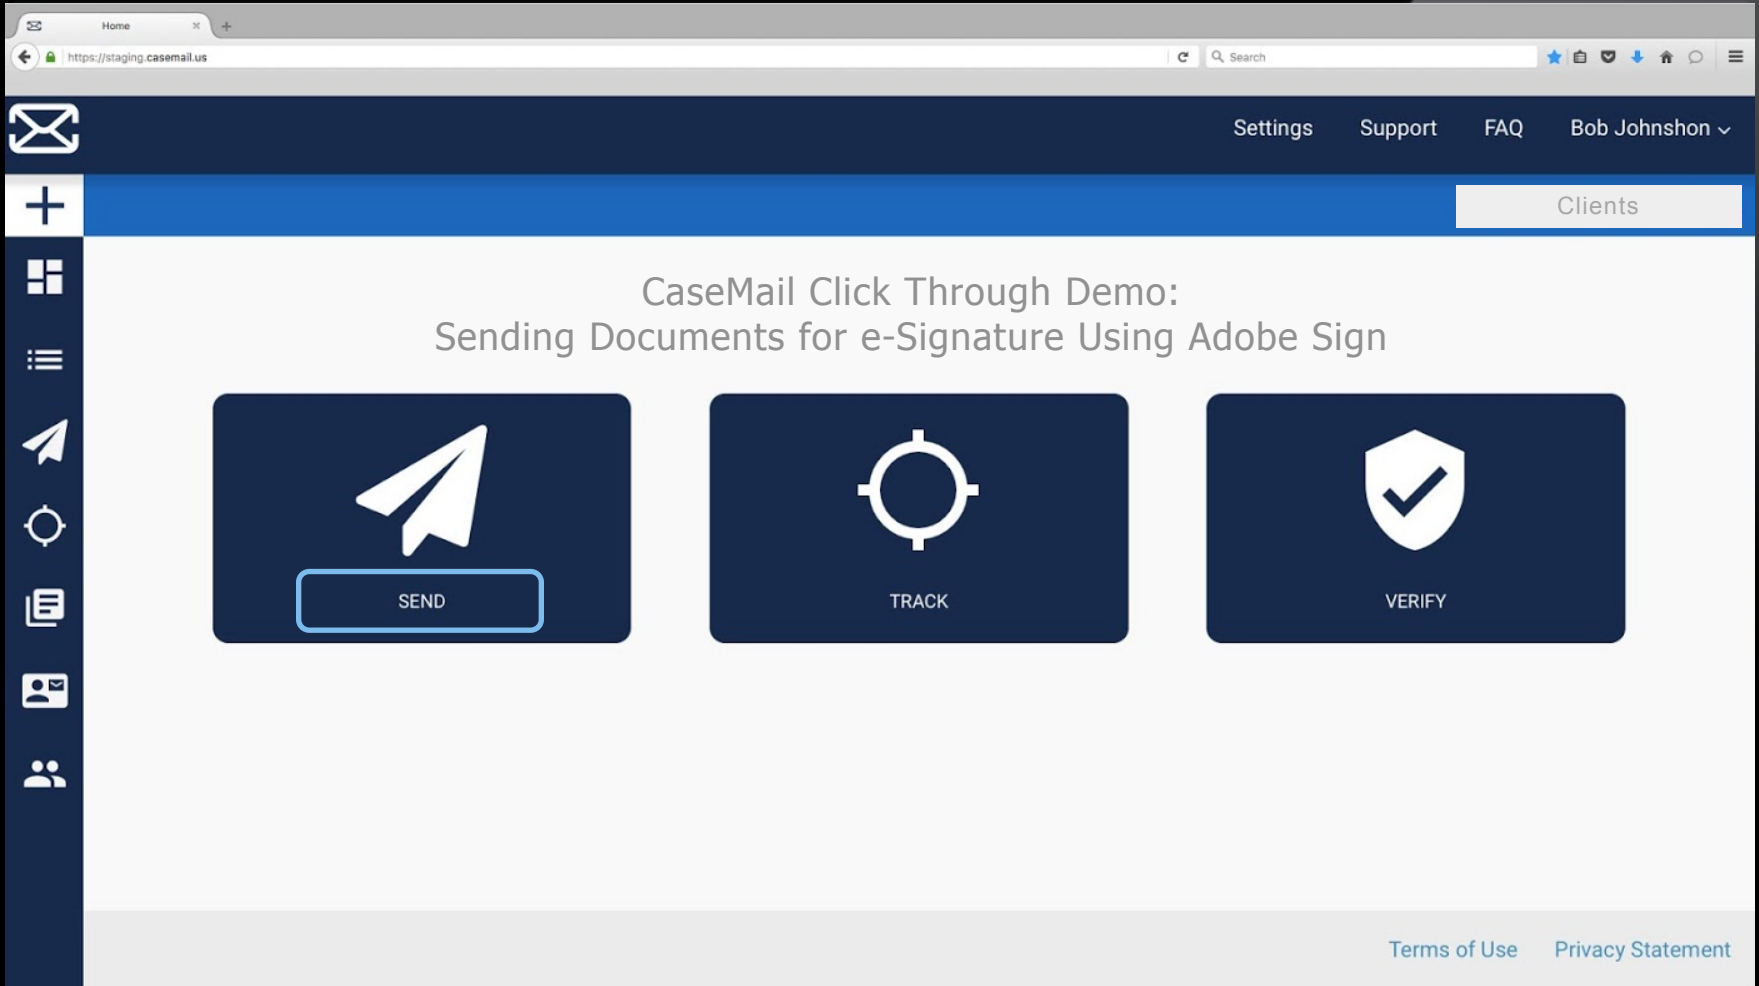 Home
https://staging.casemail.us
Search
Settings Support FAQ Bob Johnshon
Clients
CaseMail Click Through Demo:
Sending Documents for e-Signature Using Adobe Sign
SEND TRACK VERIFY
Terms of Use Privacy Statement